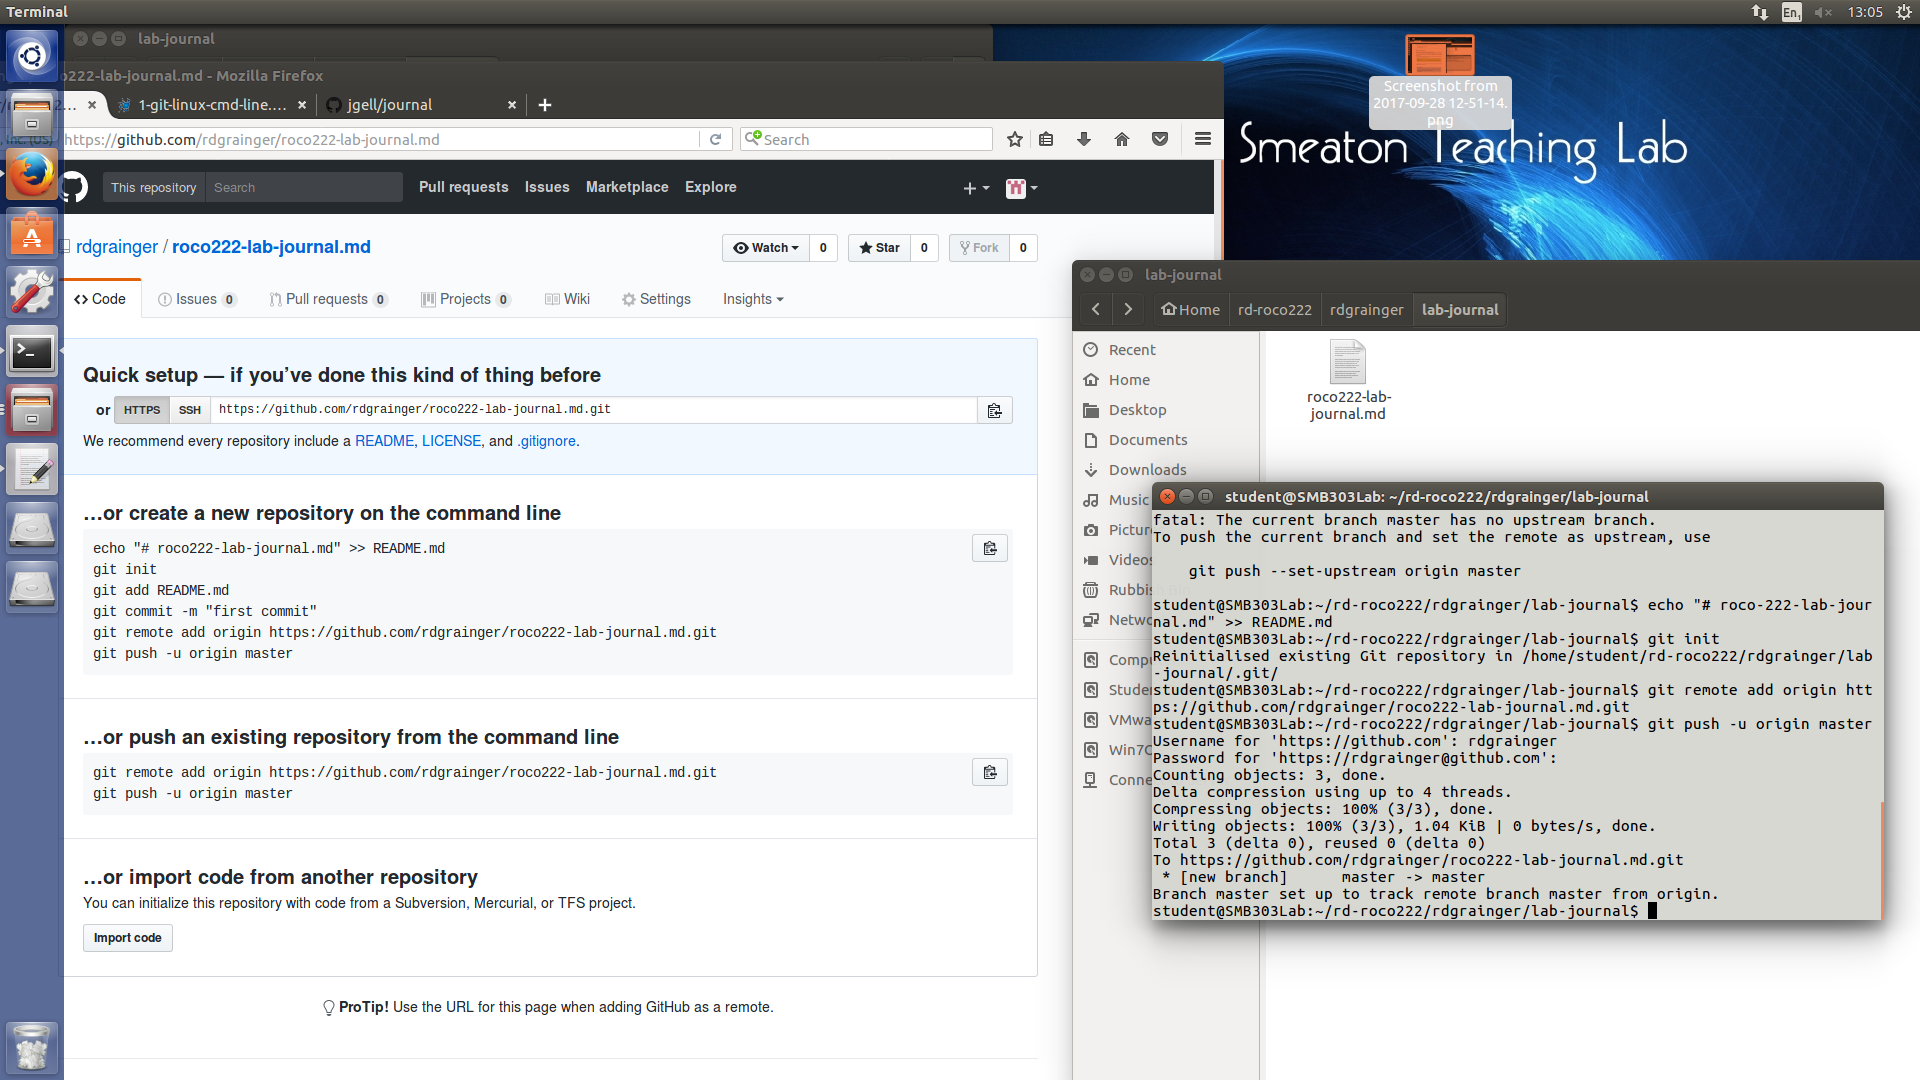 Terminal
En
13:05
lab-journal
oco222-lab-journal.md - Mozilla Firefox
1-git-linux-cmd-line....
jgell/journal
https://github.com/rdgrainger/roco222-lab-journal.md
Search
This repository
Search
Pull requests
Issues
Marketplace
Explore
rdgrainger / roco222-lab-journal.md
Watch
0
Star
0
Fork
0
Code
Issues 0
Pull requests 0
Projects 0
Wiki
Settings
Insights
Quick setup — if you’ve done this kind of thing before
or HTTPS SSH https://github.com/rdgrainger/roco222-lab-journal.md.git
We recommend every repository include a README, LICENSE, and .gitignore.
…or create a new repository on the command line
echo "# roco222-lab-journal.md" >> README.md
git init
git add README.md
git commit -m "first commit"
git remote add origin https://github.com/rdgrainger/roco222-lab-journal.md.git
git push -u origin master
…or push an existing repository from the command line
git remote add origin https://github.com/rdgrainger/roco222-lab-journal.md.git
git push -u origin master
…or import code from another repository
You can initialize this repository with code from a Subversion, Mercurial, or TFS project.
Import code
ProTip! Use the URL for this page when adding GitHub as a remote.
Screenshot from
2017-09-28 12-51-14.
png
Smeaton Teaching Lab
lab-journal
Home
rd-roco222
rdgrainger
lab-journal
Recent
Home
Desktop
Documents
Downloads
Music
Pictur
Videos
Rubbi
Netwo
Compu
Stude
VMwa
Win7C
Conne
roco222-lab-
journal.md
student@SMB303Lab: ~/rd-roco222/rdgrainger/lab-journal
fatal: The current branch master has no upstream branch.
To push the current branch and set the remote as upstream, use
git push --set-upstream origin master
student@SMB303Lab:~/rd-roco222/rdgrainger/lab-journal$ echo "# roco-222-lab-jour
nal.md" >> README.md
student@SMB303Lab:~/rd-roco222/rdgrainger/lab-journal$ git init
Reinitialised existing Git repository in /home/student/rd-roco222/rdgrainger/lab
-journal/.git/
student@SMB303Lab:~/rd-roco222/rdgrainger/lab-journal$ git remote add origin htt
ps://github.com/rdgrainger/roco222-lab-journal.md.git
student@SMB303Lab:~/rd-roco222/rdgrainger/lab-journal$ git push -u origin master
Username for 'https://github.com': rdgrainger
Password for 'https://rdgrainger@github.com':
Counting objects: 3, done.
Delta compression using up to 4 threads.
Compressing objects: 100% (3/3), done.
Writing objects: 100% (3/3), 1.04 KiB | 0 bytes/s, done.
Total 3 (delta 0), reused 0 (delta 0)
To https://github.com/rdgrainger/roco222-lab-journal.md.git
* [new branch]      master -> master
Branch master set up to track remote branch master from origin.
student@SMB303Lab:~/rd-roco222/rdgrainger/lab-journal$